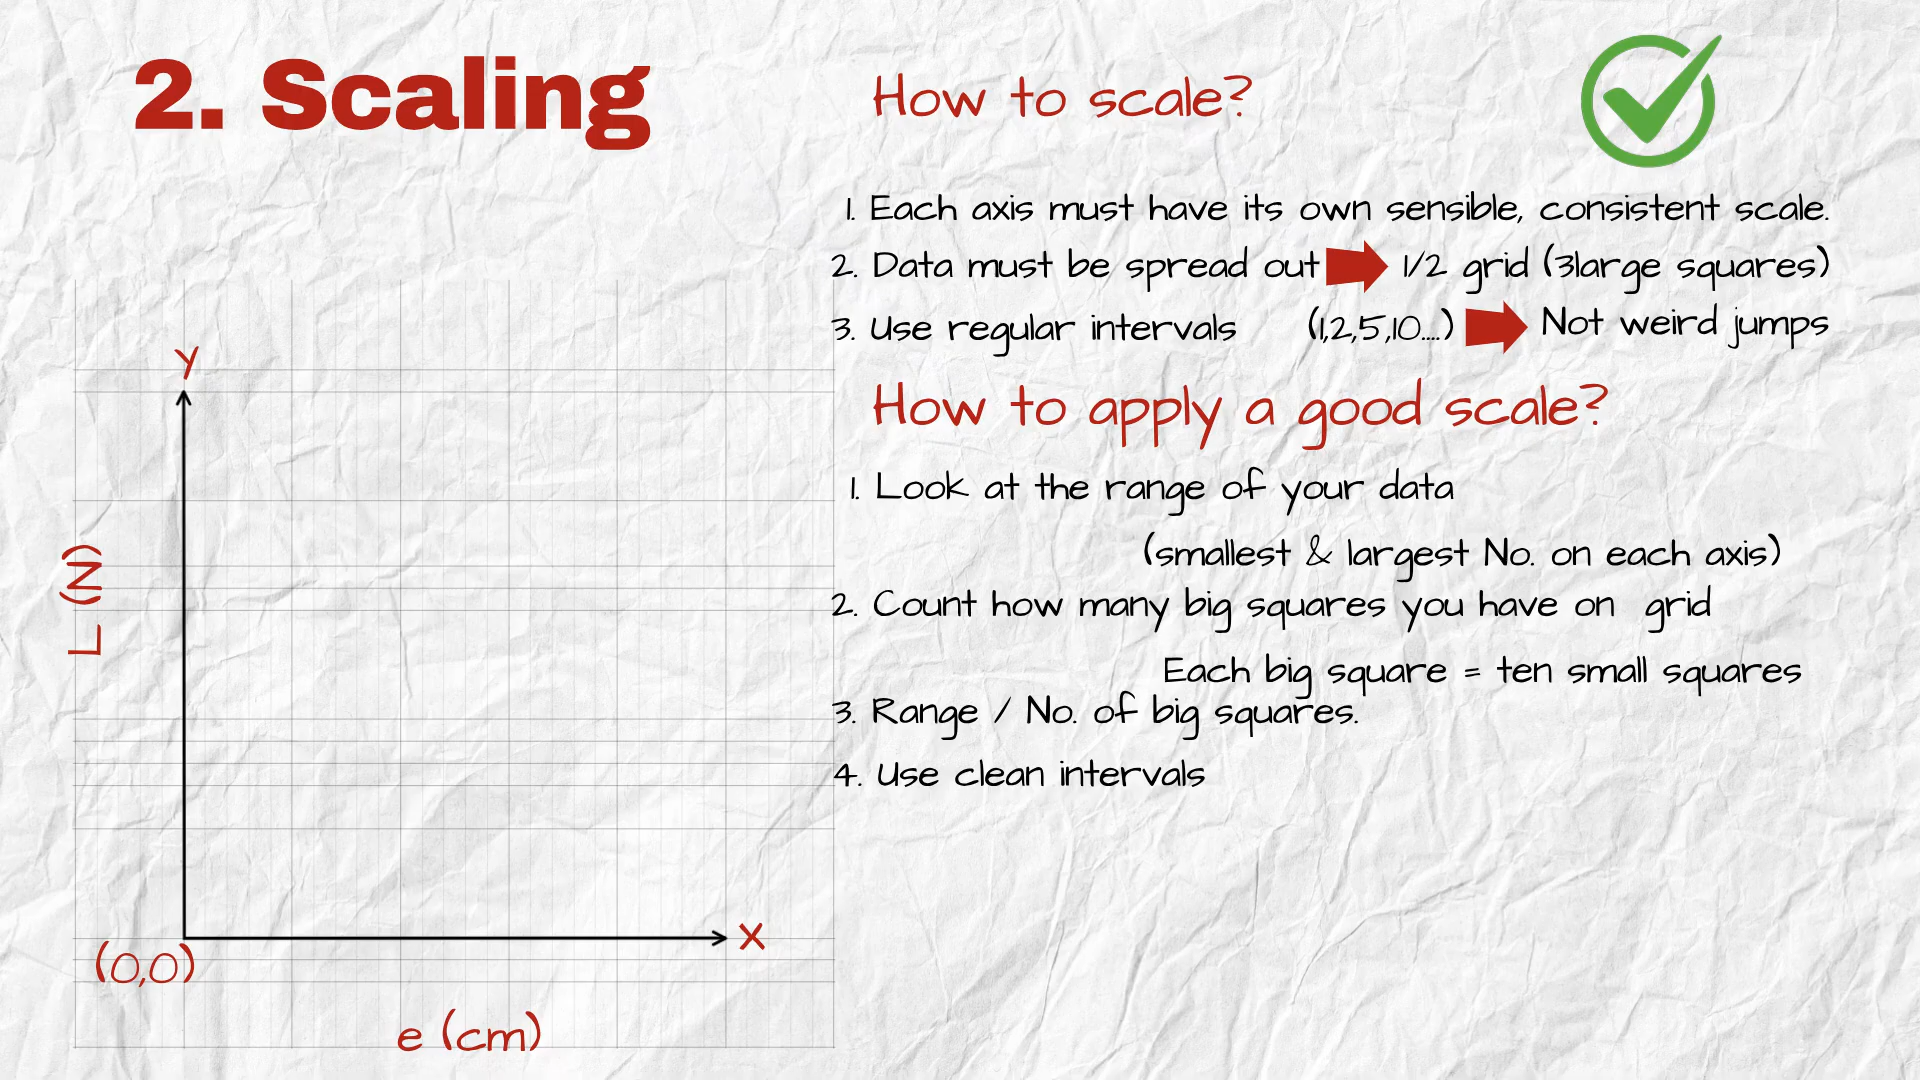 2. Scaling
How to scale?
1. Each axis must have its own sensible, consistent scale.
2. Data must be spread out 1/2 grid (3large squares)
3. Use regular intervals (1,2,5,10....) Not weird jumps
How to apply a good scale?
1. Look at the range of your data
(smallest & largest No. on each axis)
2. Count how many big squares you have on grid
Each big square = ten small squares
3. Range / No. of big squares.
4. Use clean intervals
y
L (N)
x
(0,0)
e (cm)